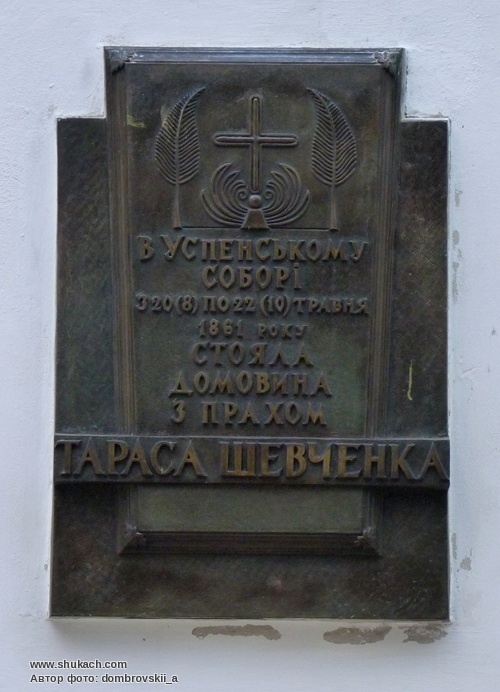 В УСПЕНСЬКОМУ
СОБОРІ
З 20 (8) ПО 22 (10) ТРАВНЯ
1861 РОКУ
СТОЯЛА
ДОМОВИНА
З ПРАХОМ
ТАРАСА ШЕВЧЕНКА
www.shukach.com
Автор фото: dombrovskii_a